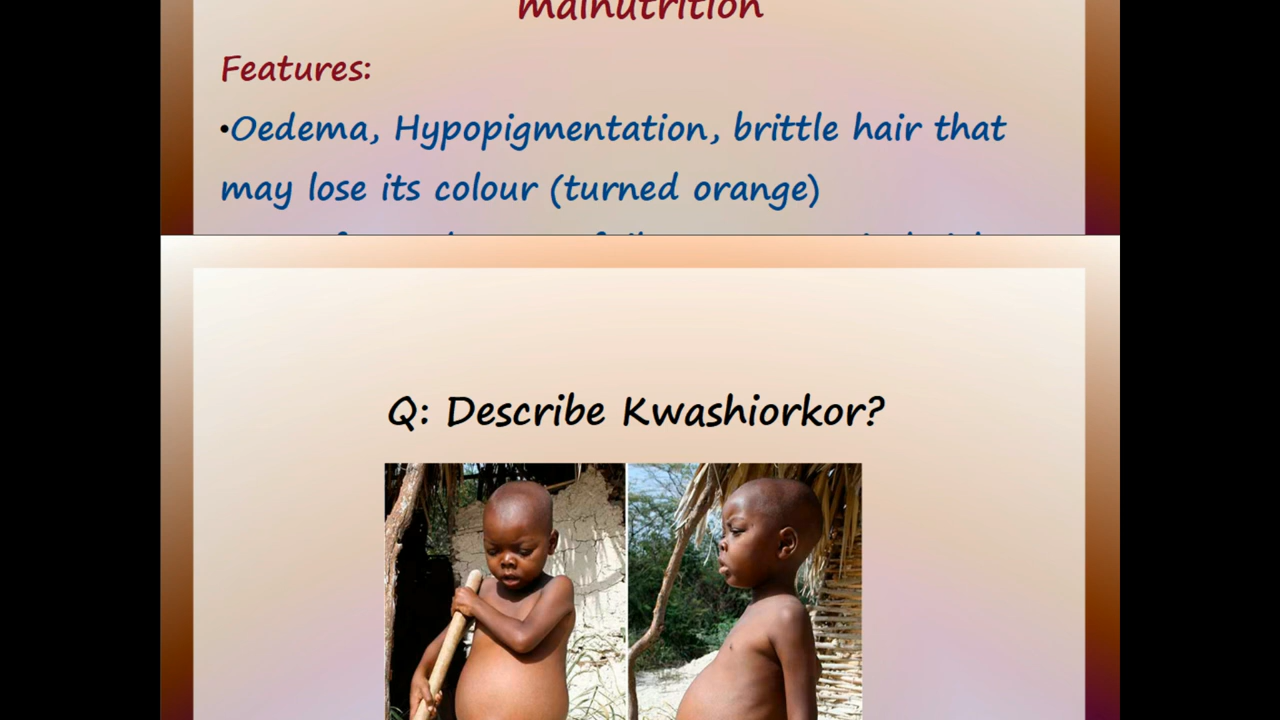 malnutrition
Features:
•Oedema, Hypopigmentation, brittle hair that
may lose its colour (turned orange)
Q: Describe Kwashiorkor?